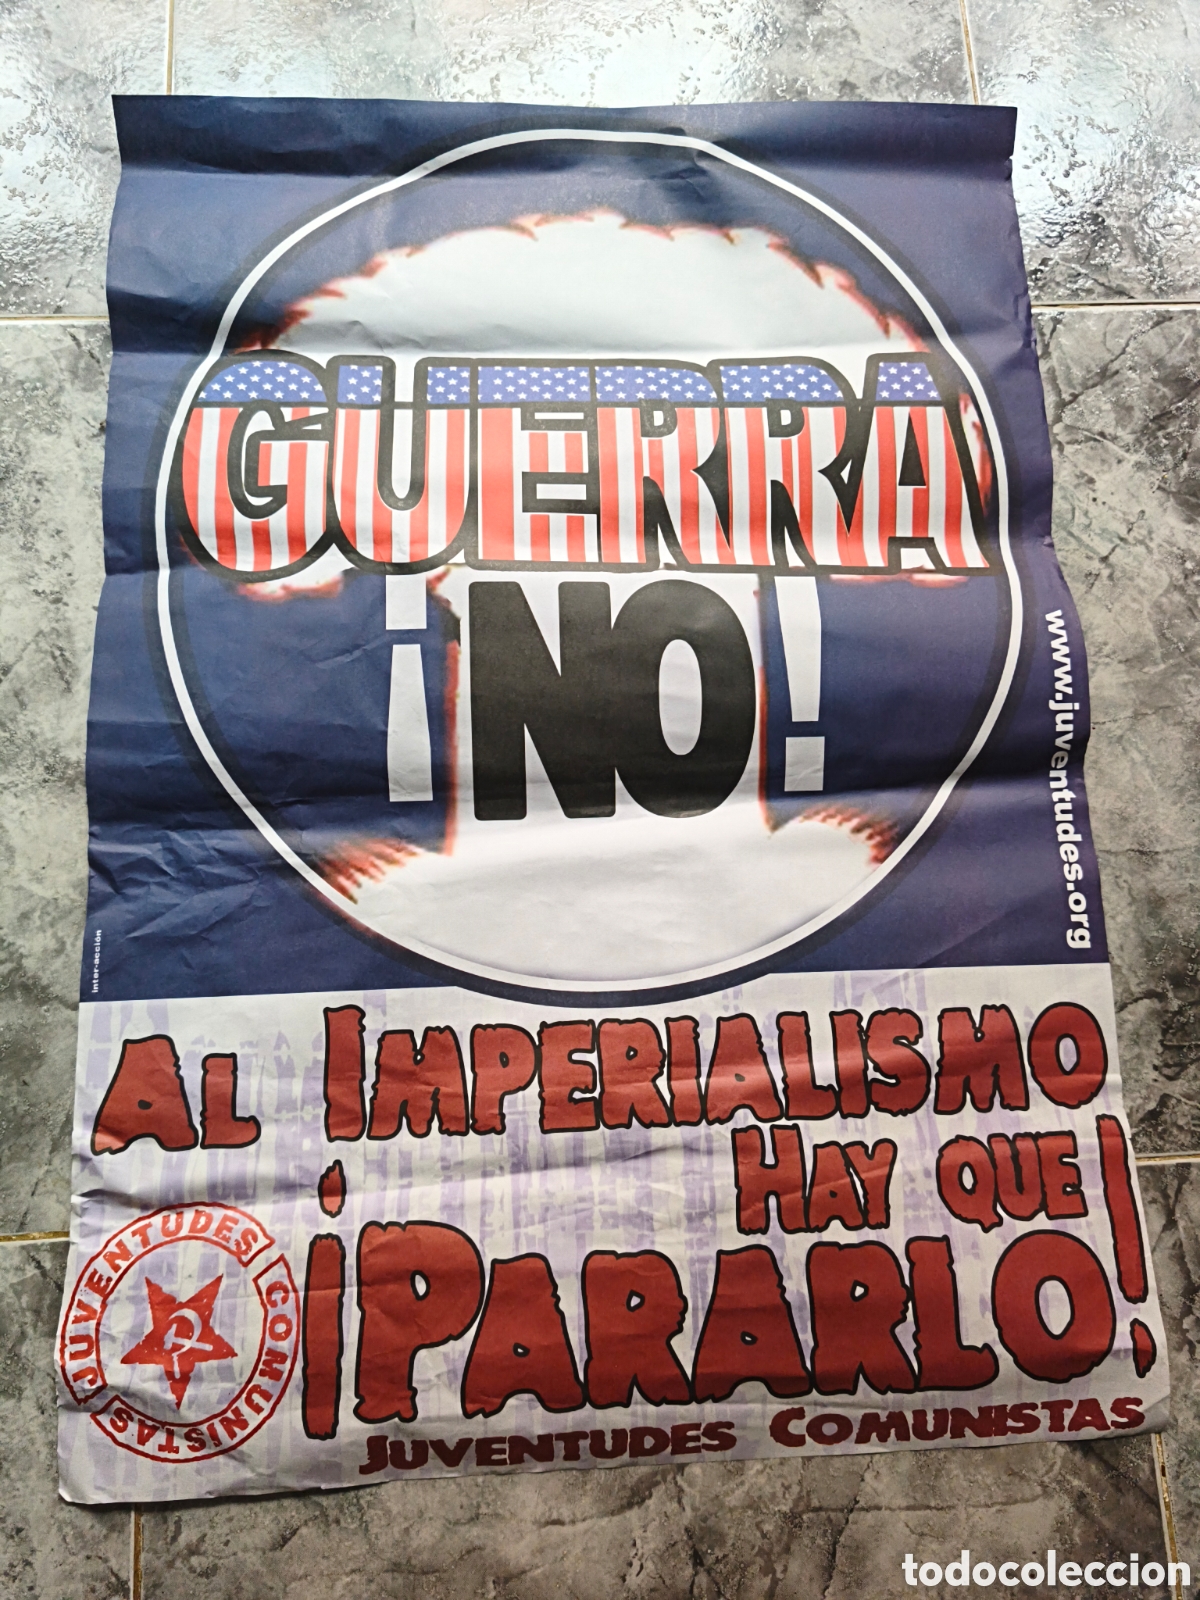 GUERRA
¡NO!
www.juventudes.org
inter-acción
AL IMPERIALISMO
HAY QUE
¡PARARLO!
JUVENTUDES COMUNISTAS
JUVENTUDES COMUNISTAS
todocoleccion